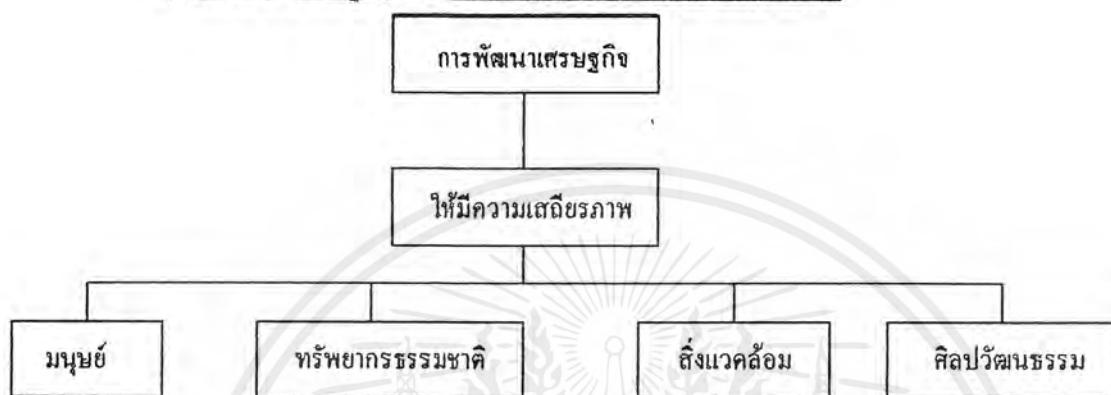 การพัฒนาเศรษฐกิจ
ให้มีความเสถียรภาพ
มนุษย์
ทรัพยากรธรรมชาติ
สิ่งแวดล้อม
ศิลปวัฒนธรรม